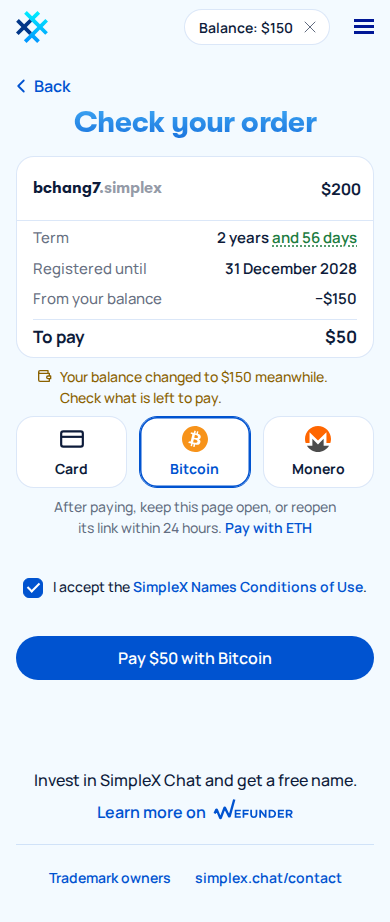 Balance: $150
Back
Check your order
bchang7.simplex $200
Term 2 years and 56 days
Registered until 31 December 2028
From your balance −$150
To pay $50
Your balance changed to $150 meanwhile.
Check what is left to pay.
Card Bitcoin Monero
After paying, keep this page open, or reopen
its link within 24 hours. Pay with ETH
I accept the SimpleX Names Conditions of Use.
Pay $50 with Bitcoin
Invest in SimpleX Chat and get a free name.
Learn more on WEFUNDER
Trademark owners simplex.chat/contact